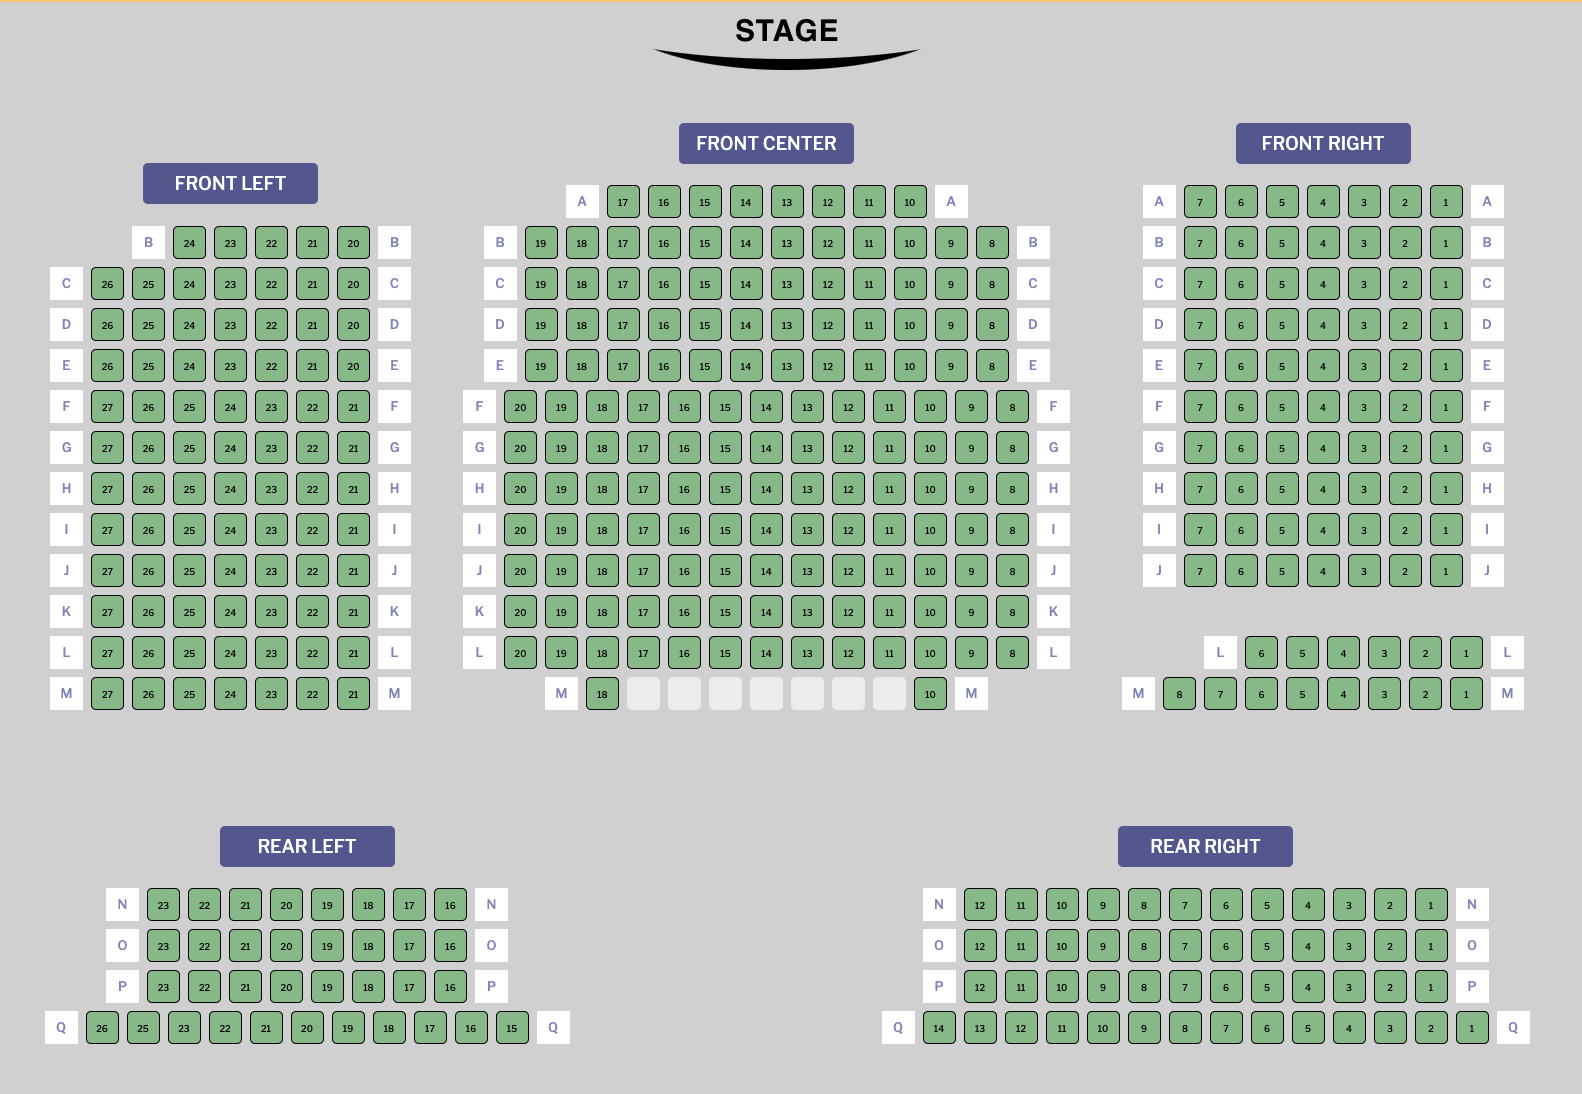 STAGE
FRONT CENTER
FRONT RIGHT
FRONT LEFT
A 17 16 15 14 13 12 11 10 A A 7 6 5 4 3 2 1 A
B 24 23 22 21 20 B B 19 18 17 16 15 14 13 12 11 10 9 8 B B 7 6 5 4 3 2 1 B
C 26 25 24 23 22 21 20 C C 19 18 17 16 15 14 13 12 11 10 9 8 C C 7 6 5 4 3 2 1 C
D 26 25 24 23 22 21 20 D D 19 18 17 16 15 14 13 12 11 10 9 8 D D 7 6 5 4 3 2 1 D
E 26 25 24 23 22 21 20 E E 19 18 17 16 15 14 13 12 11 10 9 8 E E 7 6 5 4 3 2 1 E
F 27 26 25 24 23 22 21 F F 20 19 18 17 16 15 14 13 12 11 10 9 8 F F 7 6 5 4 3 2 1 F
G 27 26 25 24 23 22 21 G G 20 19 18 17 16 15 14 13 12 11 10 9 8 G G 7 6 5 4 3 2 1 G
H 27 26 25 24 23 22 21 H H 20 19 18 17 16 15 14 13 12 11 10 9 8 H H 7 6 5 4 3 2 1 H
I 27 26 25 24 23 22 21 I I 20 19 18 17 16 15 14 13 12 11 10 9 8 I I 7 6 5 4 3 2 1 I
J 27 26 25 24 23 22 21 J J 20 19 18 17 16 15 14 13 12 11 10 9 8 J J 7 6 5 4 3 2 1 J
K 27 26 25 24 23 22 21 K K 20 19 18 17 16 15 14 13 12 11 10 9 8 K
L 27 26 25 24 23 22 21 L L 20 19 18 17 16 15 14 13 12 11 10 9 8 L L 6 5 4 3 2 1 L
M 27 26 25 24 23 22 21 M M 18 10 M M 8 7 6 5 4 3 2 1 M
REAR LEFT
REAR RIGHT
N 23 22 21 20 19 18 17 16 N N 12 11 10 9 8 7 6 5 4 3 2 1 N
O 23 22 21 20 19 18 17 16 O O 12 11 10 9 8 7 6 5 4 3 2 1 O
P 23 22 21 20 19 18 17 16 P P 12 11 10 9 8 7 6 5 4 3 2 1 P
Q 26 25 23 22 21 20 19 18 17 16 15 Q Q 14 13 12 11 10 9 8 7 6 5 4 3 2 1 Q